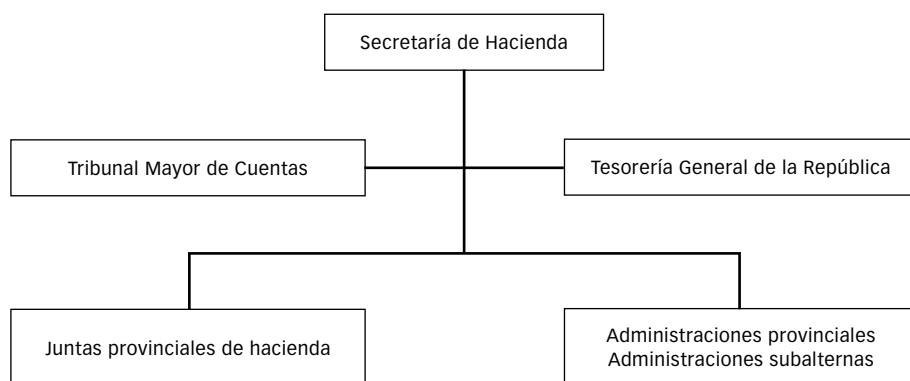 Secretaría de Hacienda
Tribunal Mayor de Cuentas
Tesorería General de la República
Juntas provinciales de hacienda
Administraciones provinciales
Administraciones subalternas